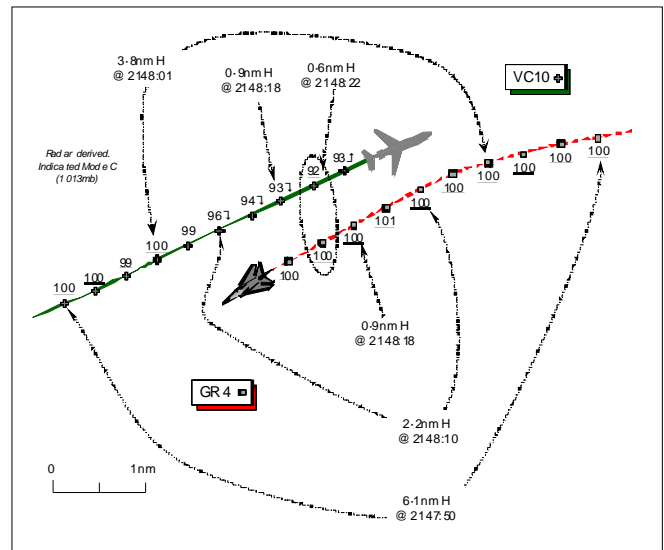 3·8nm H
@ 2148:01
0·9nm H
@ 2148:18
0·6nm H
@ 2148:22
VC10
Radar derived.
Indicated Mode C
(1013mb)
100
100
99
100
99
96
94
93
92
93
100
100
100
100
100
100
101
100
100
100
0·9nm H
@ 2148:18
GR4
2·2nm H
@ 2148:10
0
1nm
6·1nm H
@ 2147:50